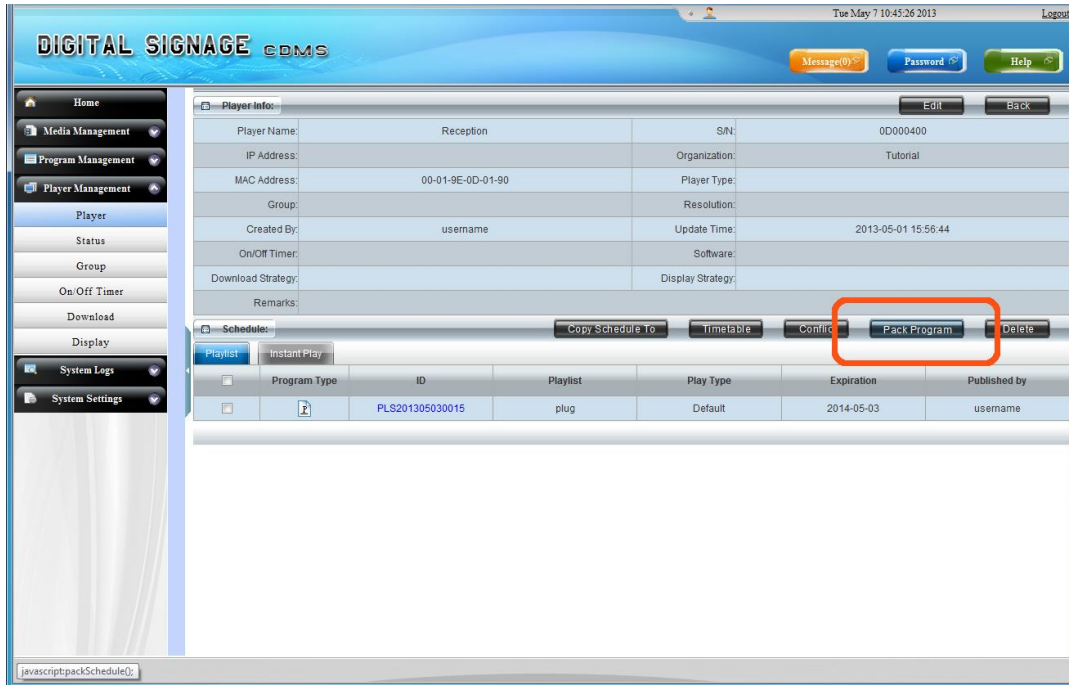 Tue May 7 10:45:26 2013 Logout
DIGITAL SIGNAGE CDMS
Message(0) Password Help
Home
Media Management
Program Management
Player Management
Player
Status
Group
On/Off Timer
Download
Display
System Logs
System Settings
Player Info: Edit Back
Player Name: Reception S/N: 0D000400
IP Address: Organization: Tutorial
MAC Address: 00-01-9E-0D-01-90 Player Type:
Group: Resolution:
Created By: username Update Time: 2013-05-01 15:56:44
On/Off Timer: Software:
Download Strategy: Display Strategy:
Remarks:
Schedule: Copy Schedule To Timetable Conflict Pack Program Delete
Playlist Instant Play
Program Type ID Playlist Play Type Expiration Published by
P PLS201305030015 plug Default 2014-05-03 username
javascript:packSchedule();